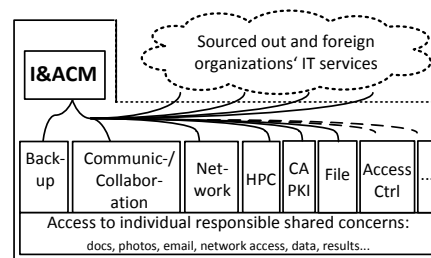 Sourced out and foreign
organizations‘ IT services
I&ACM
Back-
up
Communic-/
Collabor-
ation
Net-
work
HPC
CA
PKI
File
Access
Ctrl
...
Access to individual responsible shared concerns:
docs, photos, email, network access, data, results...